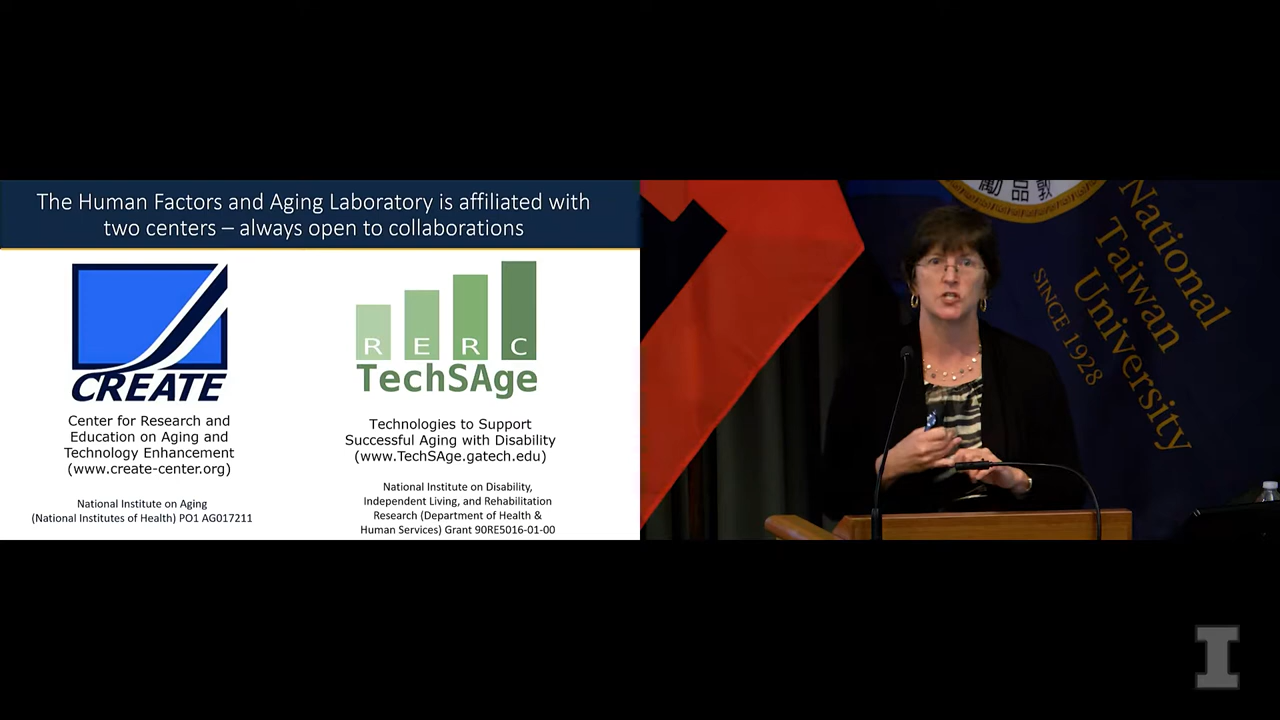 The Human Factors and Aging Laboratory is affiliated with
two centers – always open to collaborations
CREATE
Center for Research and
Education on Aging and
Technology Enhancement
(www.create-center.org)
National Institute on Aging
(National Institutes of Health) PO1 AG017211
R E R C
TechSAge
Technologies to Support
Successful Aging with Disability
(www.TechSAge.gatech.edu)
National Institute on Disability,
Independent Living, and Rehabilitation
Research (Department of Health &
Human Services) Grant 90RE5016-01-00
勵品敦
National
Taiwan
University
SINCE 1928
I